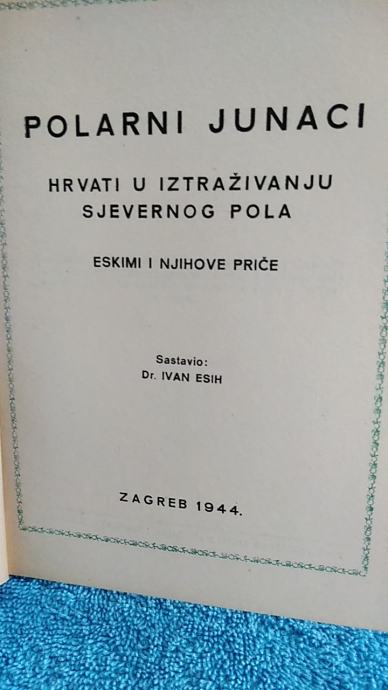 POLARNI JUNACI
HRVATI U IZTRAŽIVANJU
SJEVERNOG POLA
ESKIMI I NJIHOVE PRIČE
Sastavio:
Dr. IVAN ESIH
ZAGREB 1944.